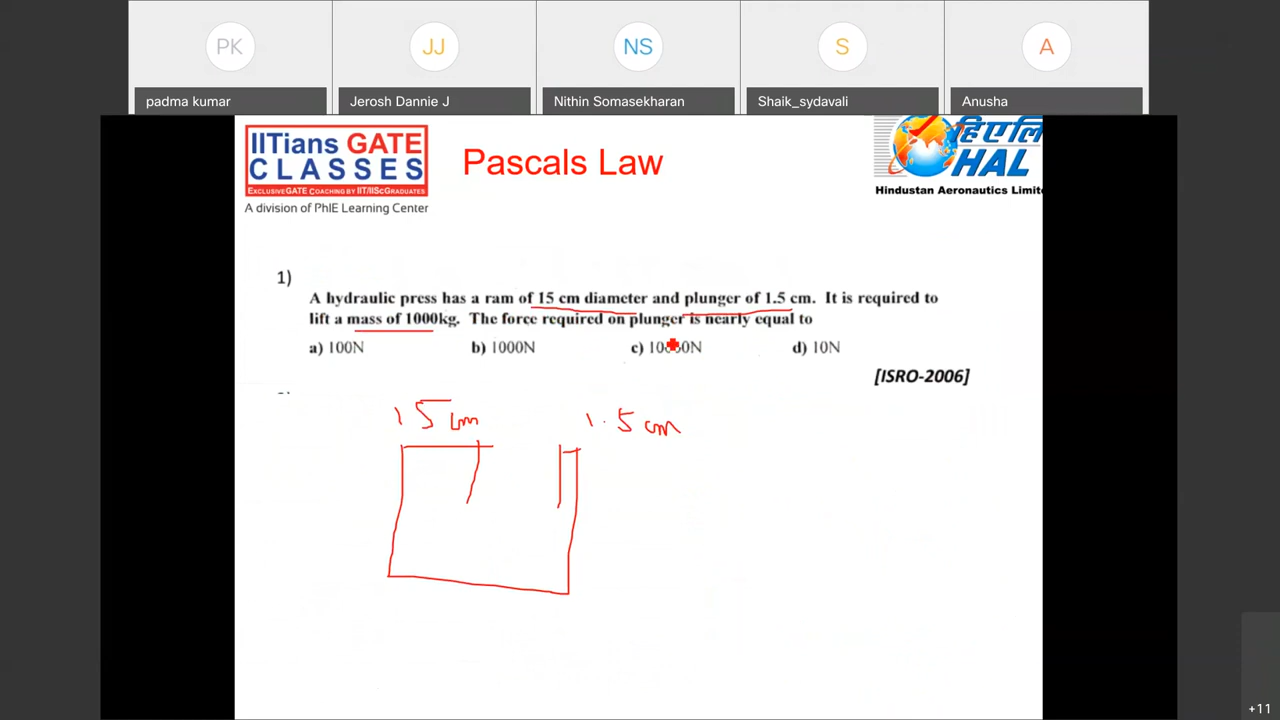 PK
JJ
NS
S
A
padma kumar
Jerosh Dannie J
Nithin Somasekharan
Shaik_sydavali
Anusha
IITians GATE
CLASSES
EXCLUSIVE GATE COACHING BY IIT/IISc GRADUATES
A division of PhIE Learning Center
Pascals Law
हिएलि
HAL
Hindustan Aeronautics Limite
1)
A hydraulic press has a ram of 15 cm diameter and plunger of 1.5 cm. It is required to
lift a mass of 1000kg. The force required on plunger is nearly equal to
a) 100N b) 1000N c) 10000N d) 10N
[ISRO-2006]
15 cm 1.5 cm
+11